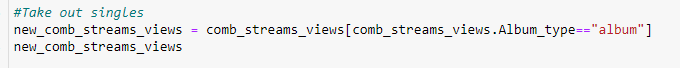 #Take out singles
new_comb_streams_views = comb_streams_views[comb_streams_views.Album_type=="album"]
new_comb_streams_views